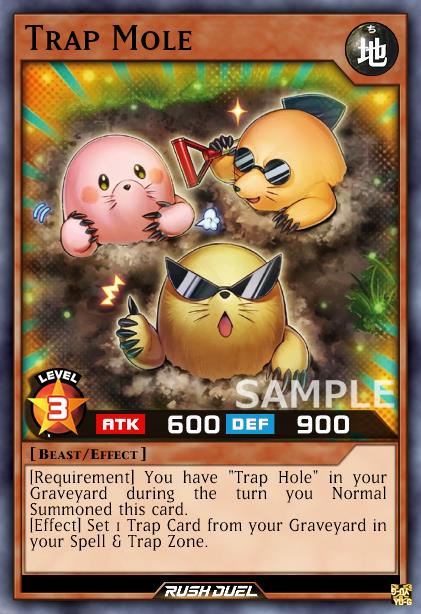 Trap Mole
ち
地
SAMPLE
LEVEL
3
ATK 600 DEF 900
[Beast/Effect]
[Requirement] You have "Trap Hole" in your
Graveyard during the turn you Normal
Summoned this card.
[Effect] Set 1 Trap Card from your Graveyard in
your Spell & Trap Zone.
RUSH DUEL